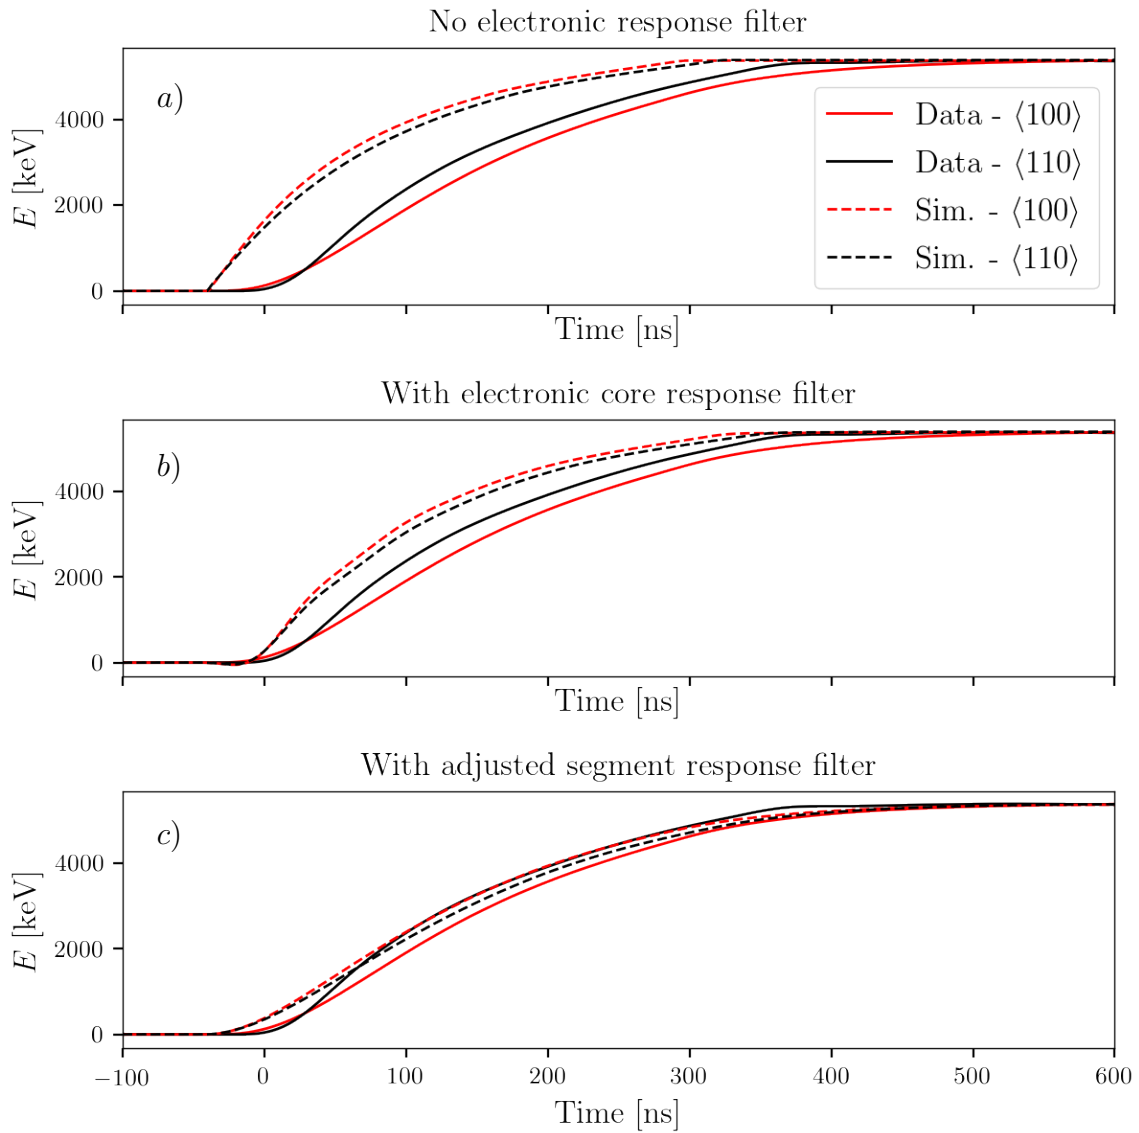 No electronic response filter
a)
4000
2000
0
E [keV]
Data - ⟨100⟩
Data - ⟨110⟩
Sim. - ⟨100⟩
Sim. - ⟨110⟩
Time [ns]
With electronic core response filter
b)
4000
2000
0
E [keV]
Time [ns]
With adjusted segment response filter
c)
4000
2000
0
E [keV]
−100 0 100 200 300 400 500 600
Time [ns]